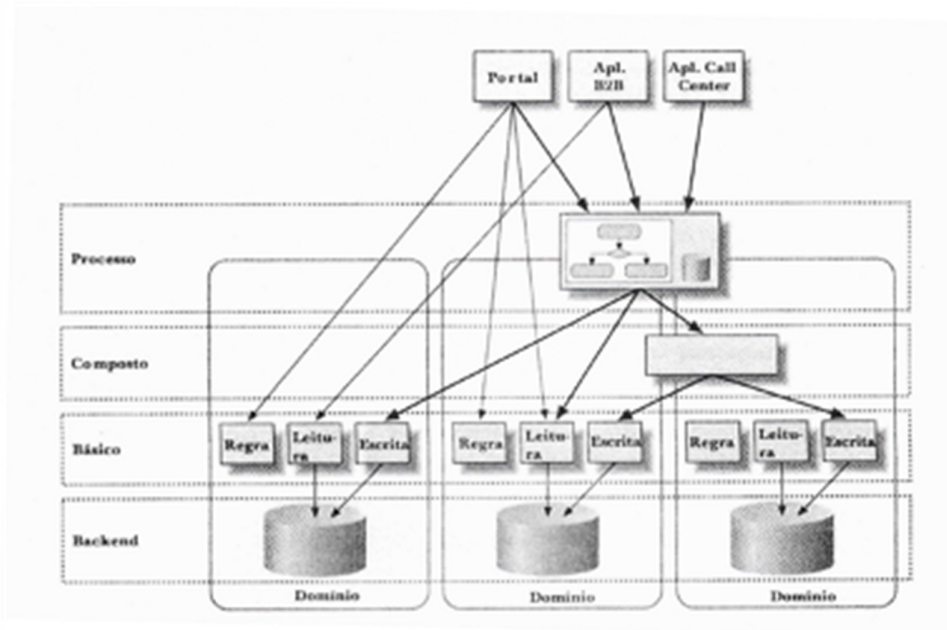 Portal
Apl.
B2B
Apl. Call
Center
Processo
Composto
Básico
Regra
Leitu-
ra
Escrita
Regra
Leitu-
ra
Escrita
Regra
Leitu-
ra
Escrita
Backend
Domínio
Domínio
Domínio